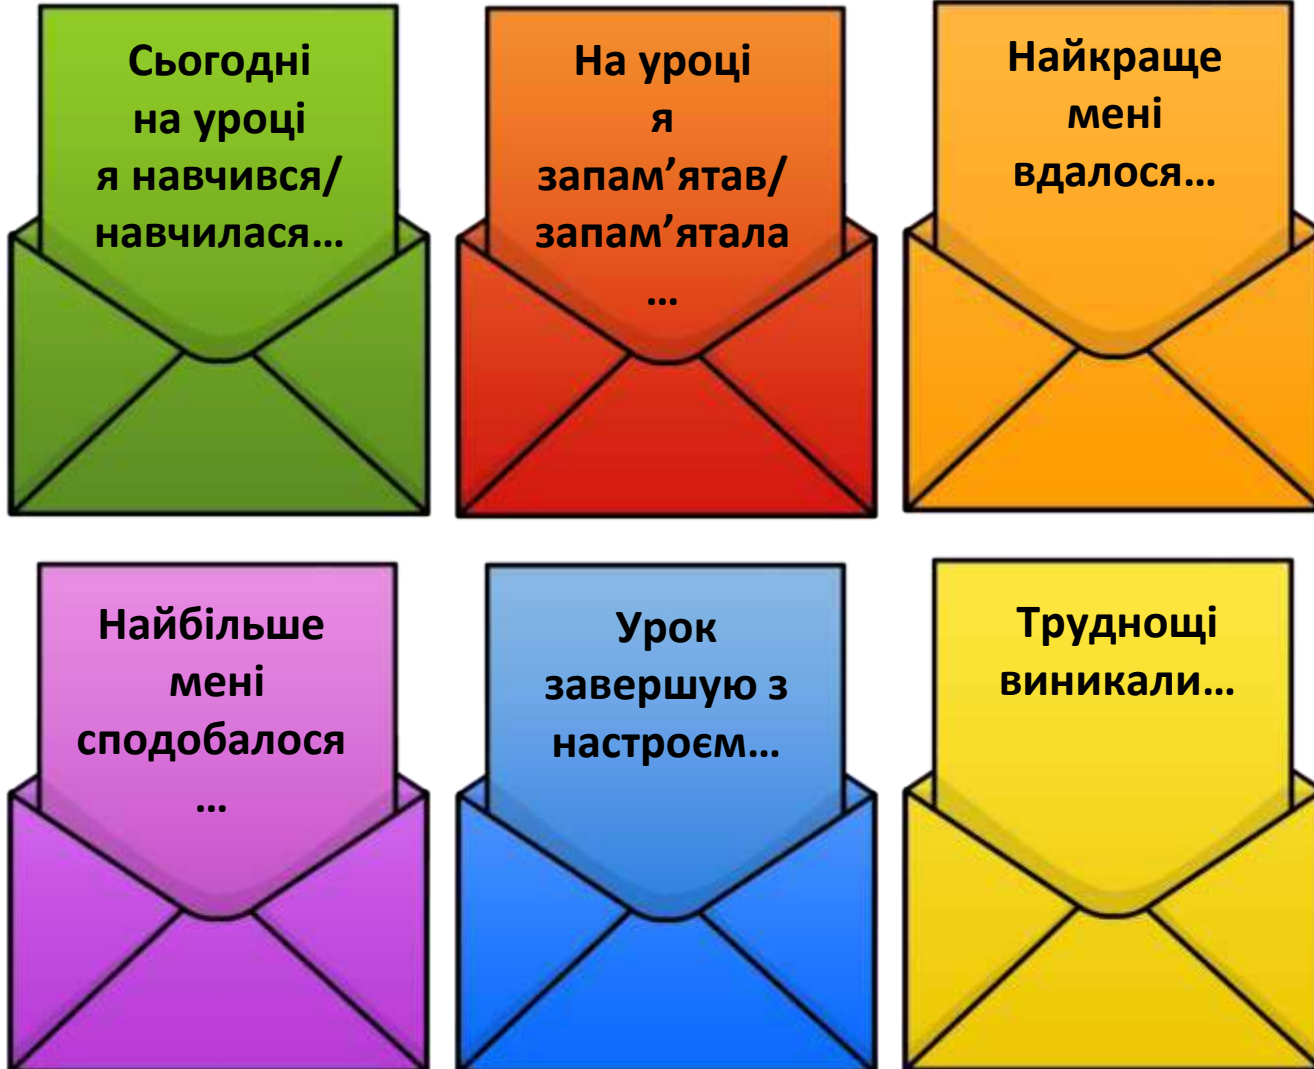 Сьогодні
на уроці
я навчився/
навчилася…
На уроці
я
запам’ятав/
запам’ятала
…
Найкраще
мені
вдалося…
Найбільше
мені
сподобалося
…
Урок
завершую з
настроєм…
Труднощі
виникали…